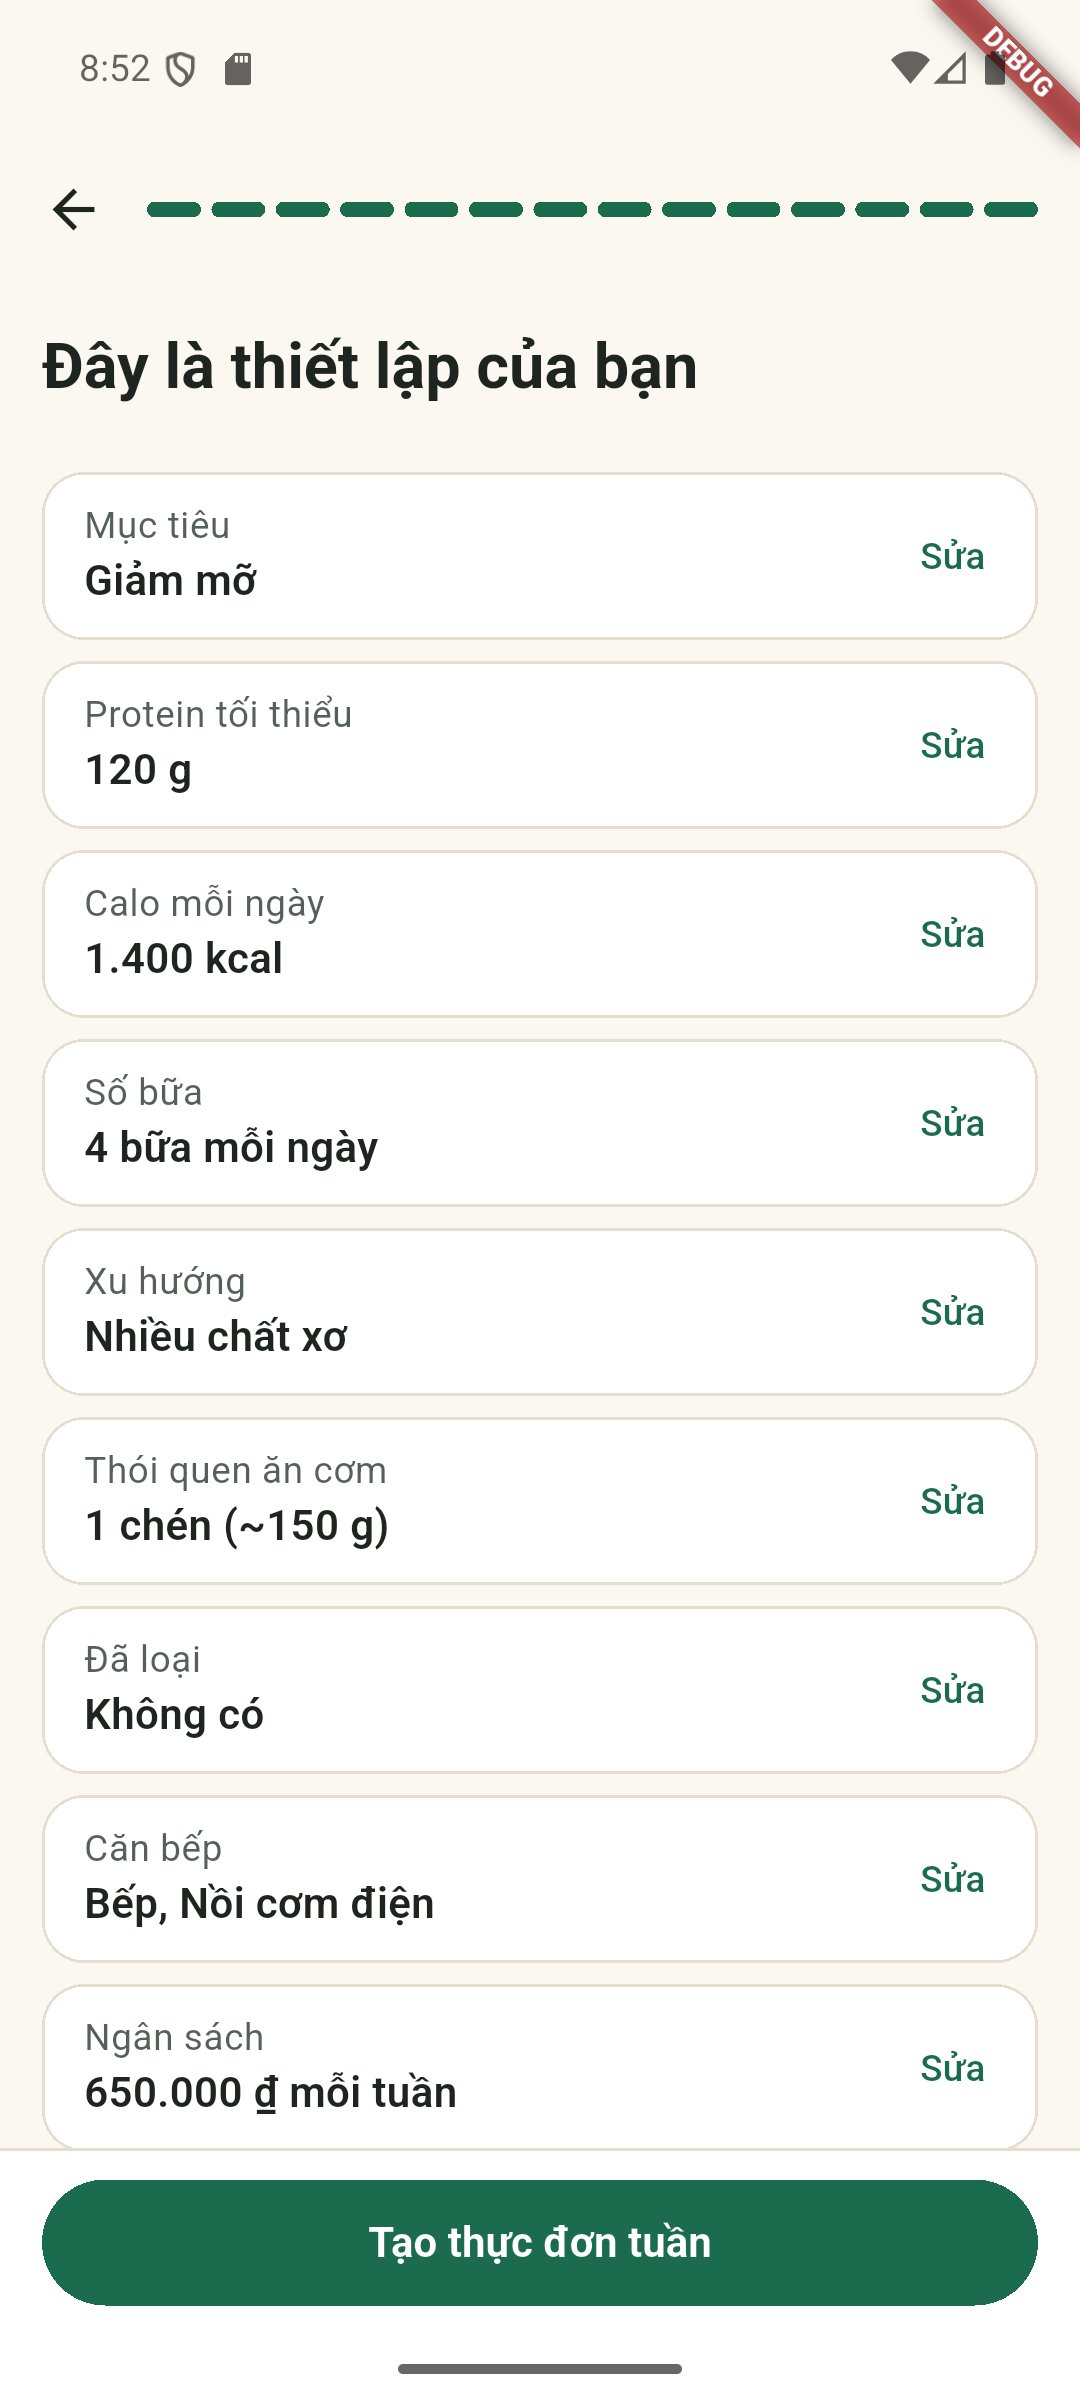 8:52
DEBUG
Đây là thiết lập của bạn
Mục tiêu
Giảm mỡ
Sửa
Protein tối thiểu
120 g
Sửa
Calo mỗi ngày
1.400 kcal
Sửa
Số bữa
4 bữa mỗi ngày
Sửa
Xu hướng
Nhiều chất xơ
Sửa
Thói quen ăn cơm
1 chén (~150 g)
Sửa
Đã loại
Không có
Sửa
Căn bếp
Bếp, Nồi cơm điện
Sửa
Ngân sách
650.000 ₫ mỗi tuần
Sửa
Tạo thực đơn tuần